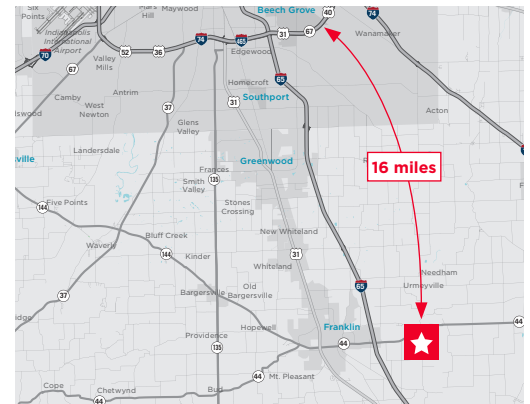 Six
Points
Mars
Hill
Maywood
Beech Grove
40
74
Wanamaker
Indianapolis
International
Airport
70
52
36
74
465
31
67
Edgewood
67
Valley
Mills
65
Homecroft
Camby
Antrim
31
Southport
West
Newton
37
Acton
Glens
Valley
Landersdale
Greenwood
Frances
16 miles
135
Smith
Valley
144
Five Points
Stones
Crossing
Bluff Creek
New Whiteland
Waverly
144
Kinder
31
Whiteland
Needham
Old
Bargersville
65
Urmeyville
Bargersville
37
Franklin
44
Hopewell
Providence
135
44
44
Mt. Pleasant
Cope
Chetwynd
Bud
44